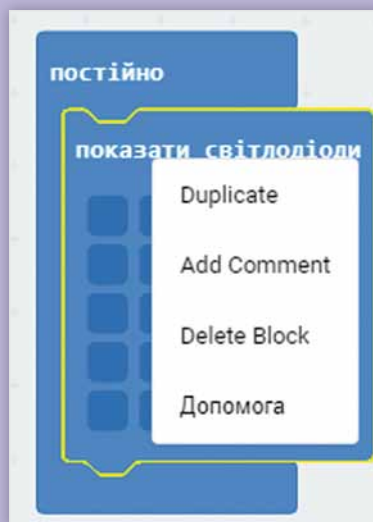 постійно
показати світлодіоди
Duplicate
Add Comment
Delete Block
Допомога